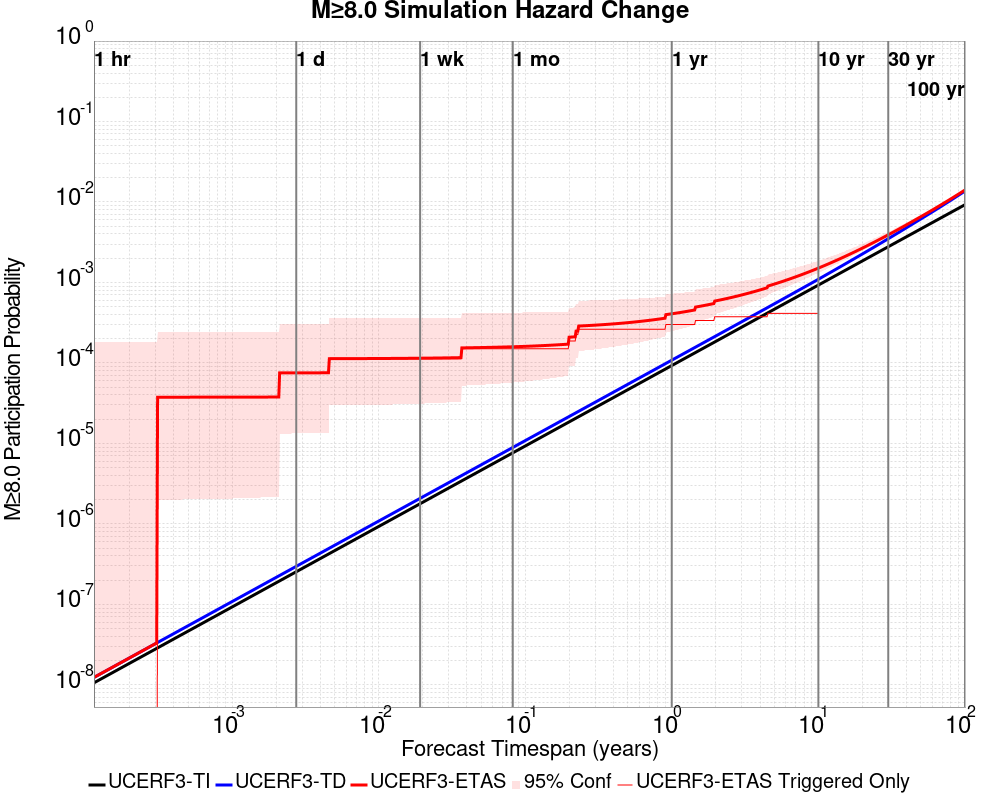 M≥8.0 Simulation Hazard Change
10^0
1 hr 1 d 1 wk 1 mo 1 yr 10 yr 30 yr
100 yr
10^-1
10^-2
10^-3
10^-4
10^-5
10^-6
10^-7
10^-8
M≥8.0 Participation Probability
10^-3 10^-2 10^-1 10^0 10^1 10^2
Forecast Timespan (years)
UCERF3-TI UCERF3-TD UCERF3-ETAS 95% Conf UCERF3-ETAS Triggered Only